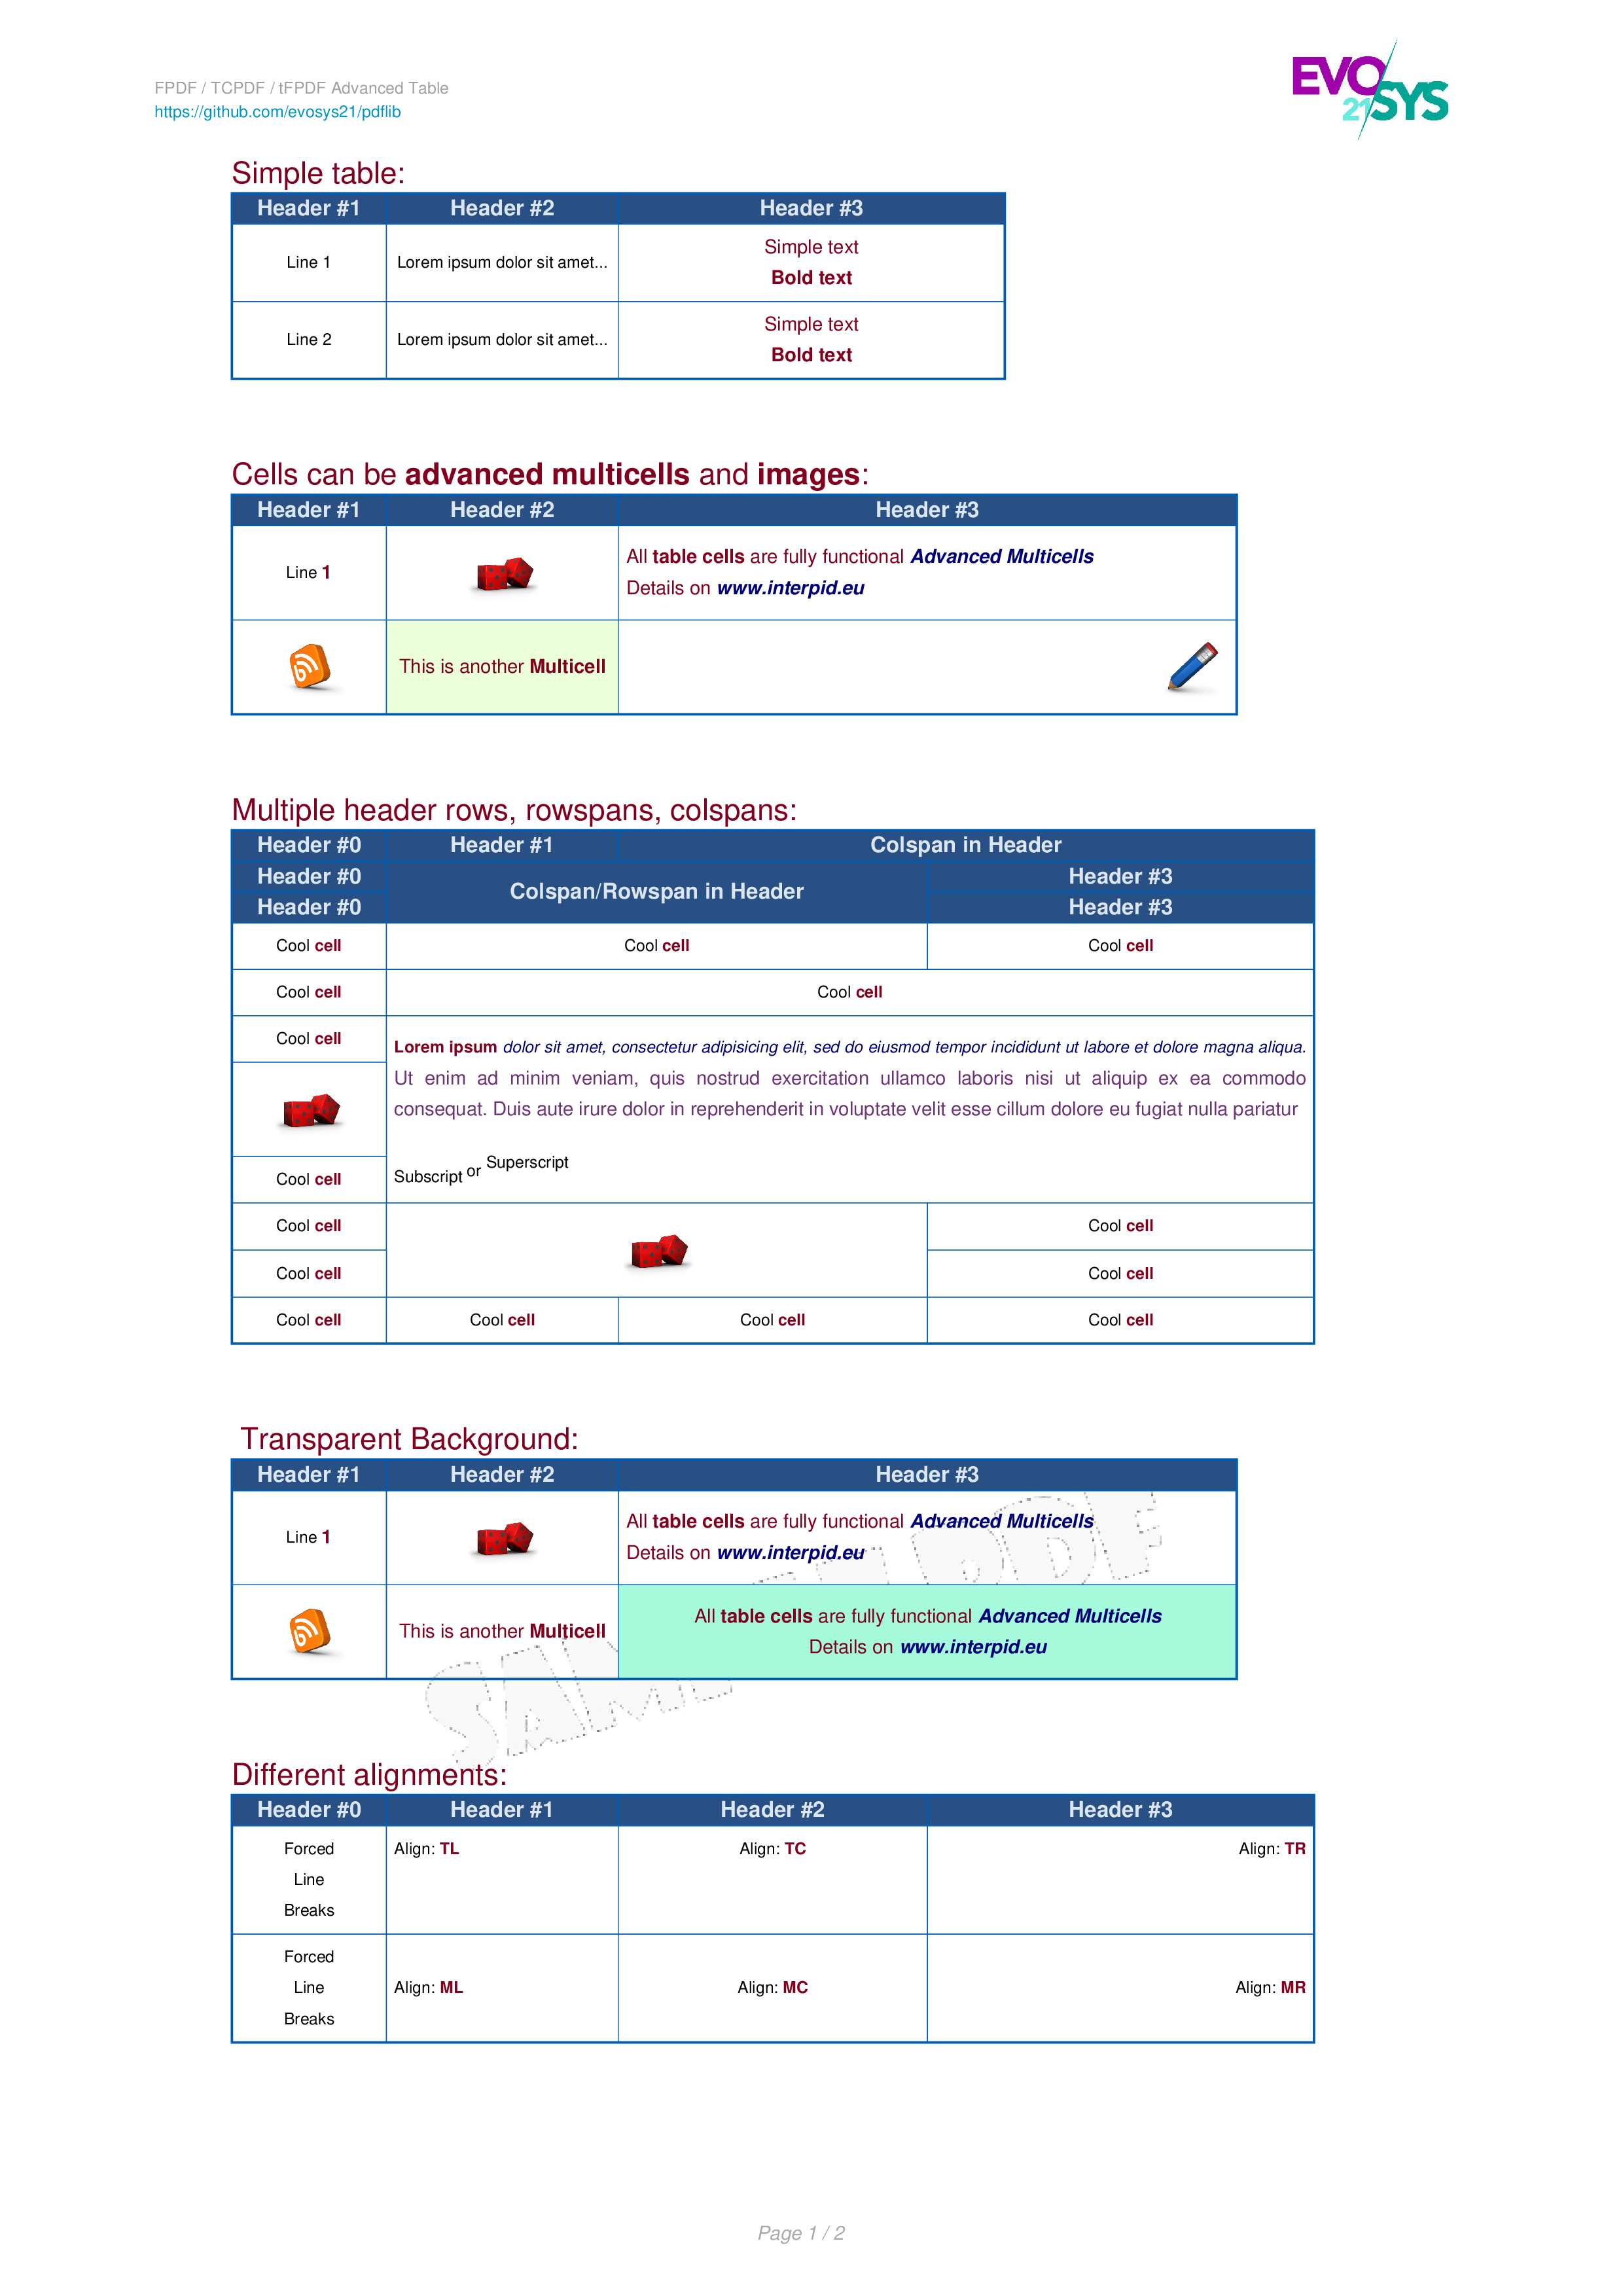 FPDF / TCPDF / tFPDF Advanced Table
https://github.com/evosys21/pdflib
EVO
21 SYS
Simple table:
Header #1 Header #2 Header #3
Line 1 Lorem ipsum dolor sit amet... Simple text
Bold text
Line 2 Lorem ipsum dolor sit amet... Simple text
Bold text
Cells can be advanced multicells and images:
Header #1 Header #2 Header #3
Line 1 All table cells are fully functional Advanced Multicells
Details on www.interpid.eu
This is another Multicell
Multiple header rows, rowspans, colspans:
Header #0 Header #1 Colspan in Header
Header #0 Colspan/Rowspan in Header Header #3
Header #0 Header #3
Cool cell Cool cell Cool cell
Cool cell Cool cell
Cool cell
Lorem ipsum dolor sit amet, consectetur adipisicing elit, sed do eiusmod tempor incididunt ut labore et dolore magna aliqua.
Ut enim ad minim veniam, quis nostrud exercitation ullamco laboris nisi ut aliquip ex ea commodo
consequat. Duis aute irure dolor in reprehenderit in voluptate velit esse cillum dolore eu fugiat nulla pariatur
Subscript or Superscript
Cool cell
Cool cell Cool cell
Cool cell Cool cell
Cool cell Cool cell Cool cell Cool cell
Transparent Background:
Header #1 Header #2 Header #3
Line 1 All table cells are fully functional Advanced Multicells
Details on www.interpid.eu
This is another Multicell All table cells are fully functional Advanced Multicells
Details on www.interpid.eu
Different alignments:
Header #0 Header #1 Header #2 Header #3
Forced Align: TL Align: TC Align: TR
Line
Breaks
Forced
Line Align: ML Align: MC Align: MR
Breaks
Page 1 / 2